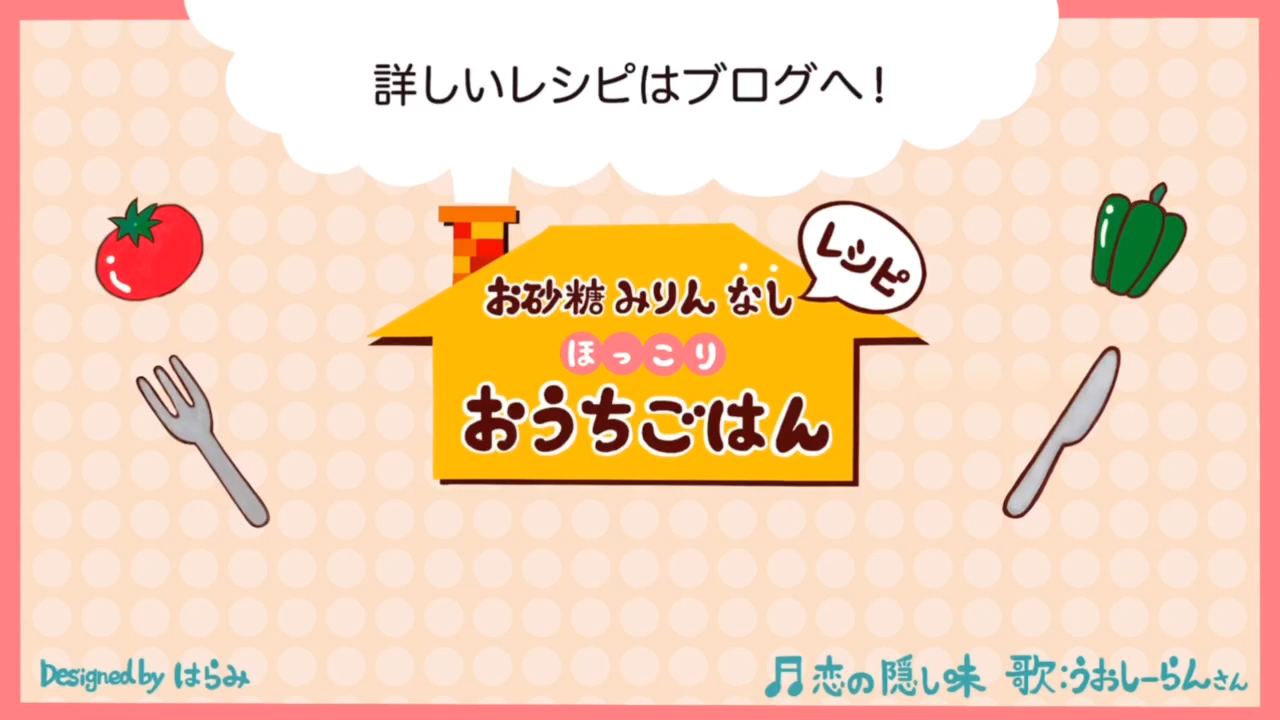 詳しいレシピはブログへ！
レシピ
お砂糖 みりん なし
ほっこり
おうちごはん
Designed by はらみ
♬ 恋の隠し味 歌：うおしーらんさん